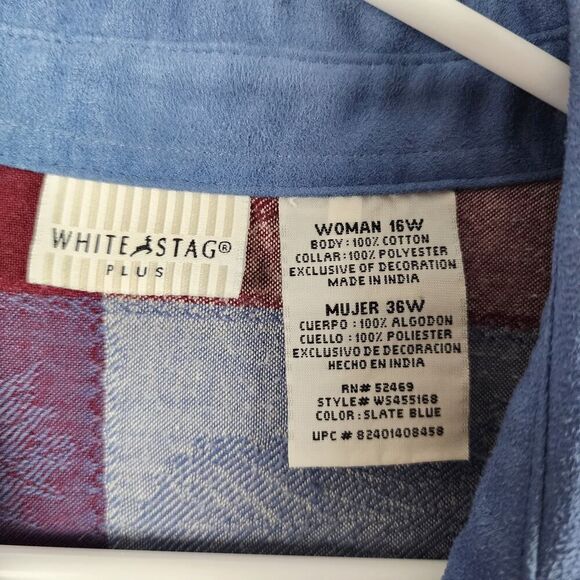 WHITE STAG®
PLUS
WOMAN 16W
BODY : 100% COTTON
COLLAR : 100% POLYESTER
EXCLUSIVE OF DECORATION
MADE IN INDIA
MUJER 36W
CUERPO : 100% ALGODON
CUELLO : 100% POLIESTER
EXCLUSIVO DE DECORACION
HECHO EN INDIA
RN# 52469
STYLE# WS455168
COLOR : SLATE BLUE
UPC # 82401408458